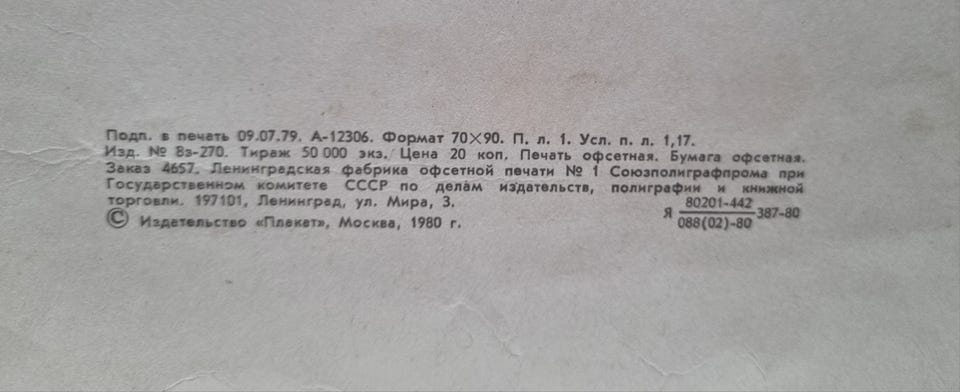 Подп. в печать 09.07.79. А-12306. Формат 70×90. П. л. 1. Усл. п. л. 1,17.
Изд. № 8з-270. Тираж 50 000 экз. Цена 20 коп. Печать офсетная. Бумага офсетная.
Заказ 4657. Ленинградская фабрика офсетной печати № 1 Союзполиграфпрома при
Государственном комитете СССР по делам издательств, полиграфии и книжной
торговли. 197101, Ленинград, ул. Мира, 3.
© Издательство «Плакат», Москва, 1980 г.
Я 80201-442/088(02)-80 387-80